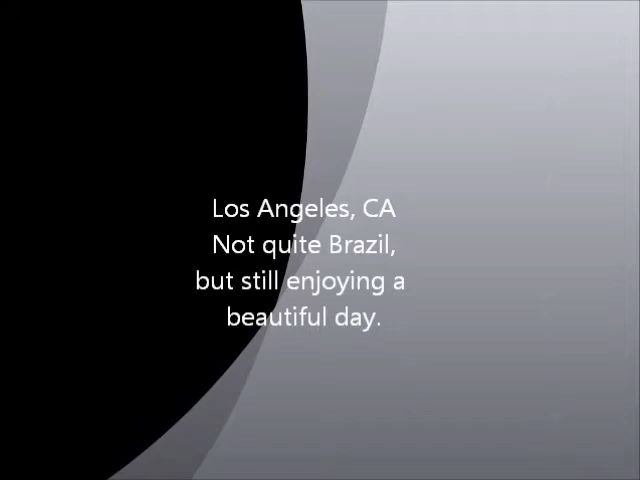 Los Angeles, CA
Not quite Brazil,
but still enjoying a
beautiful day.